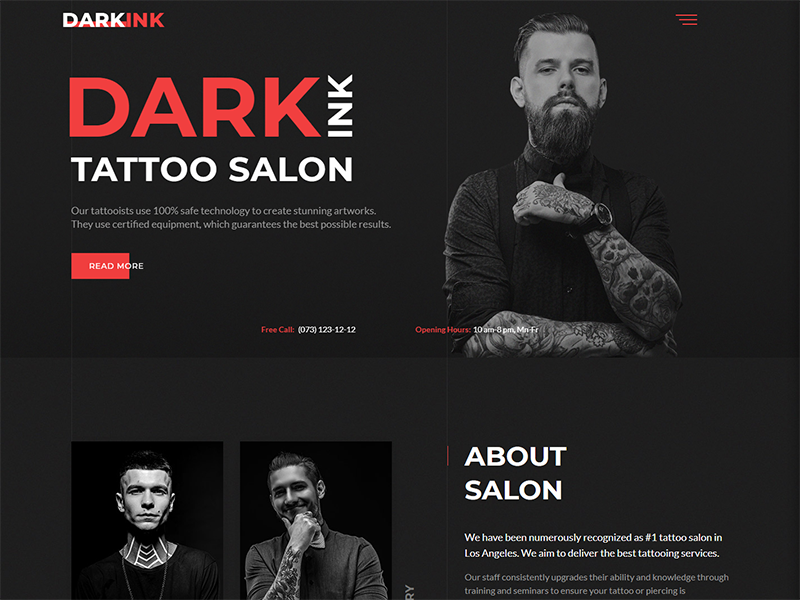 DARKINK
DARK INK
TATTOO SALON
Our tattooists use 100% safe technology to create stunning artworks.
They use certified equipment, which guarantees the best possible results.
READ MORE
Free Call: (073) 123-12-12
Opening Hours: 10 am-8 pm, Mn-Fr
ABOUT
SALON
We have been numerously recognized as #1 tattoo salon in
Los Angeles. We aim to deliver the best tattooing services.
Our staff consistently upgrades their ability and knowledge through
training and seminars to ensure your tattoo or piercing is